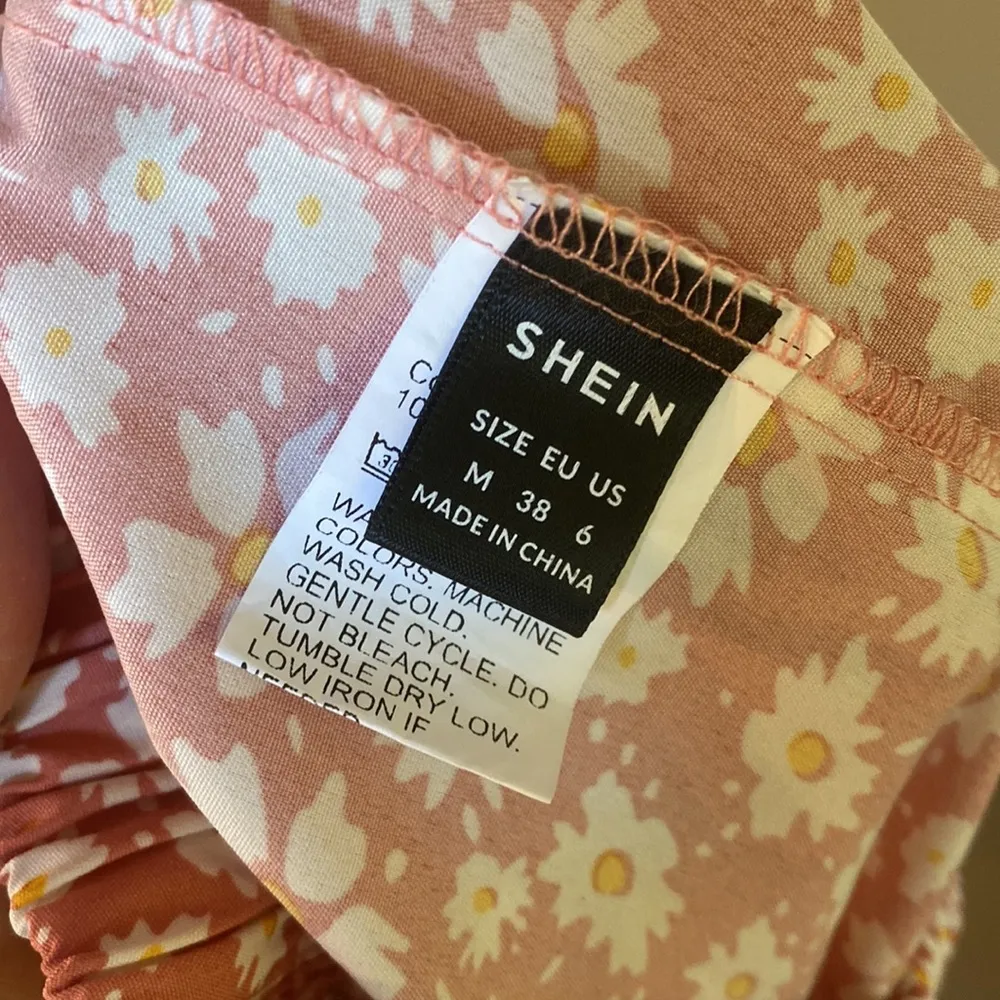 SHEIN
SIZE EU US
M 38 6
MADE IN CHINA
30
COLORS. MACHINE
WASH COLD.
GENTLE CYCLE. DO
NOT BLEACH.
TUMBLE DRY LOW.
LOW IRON IF